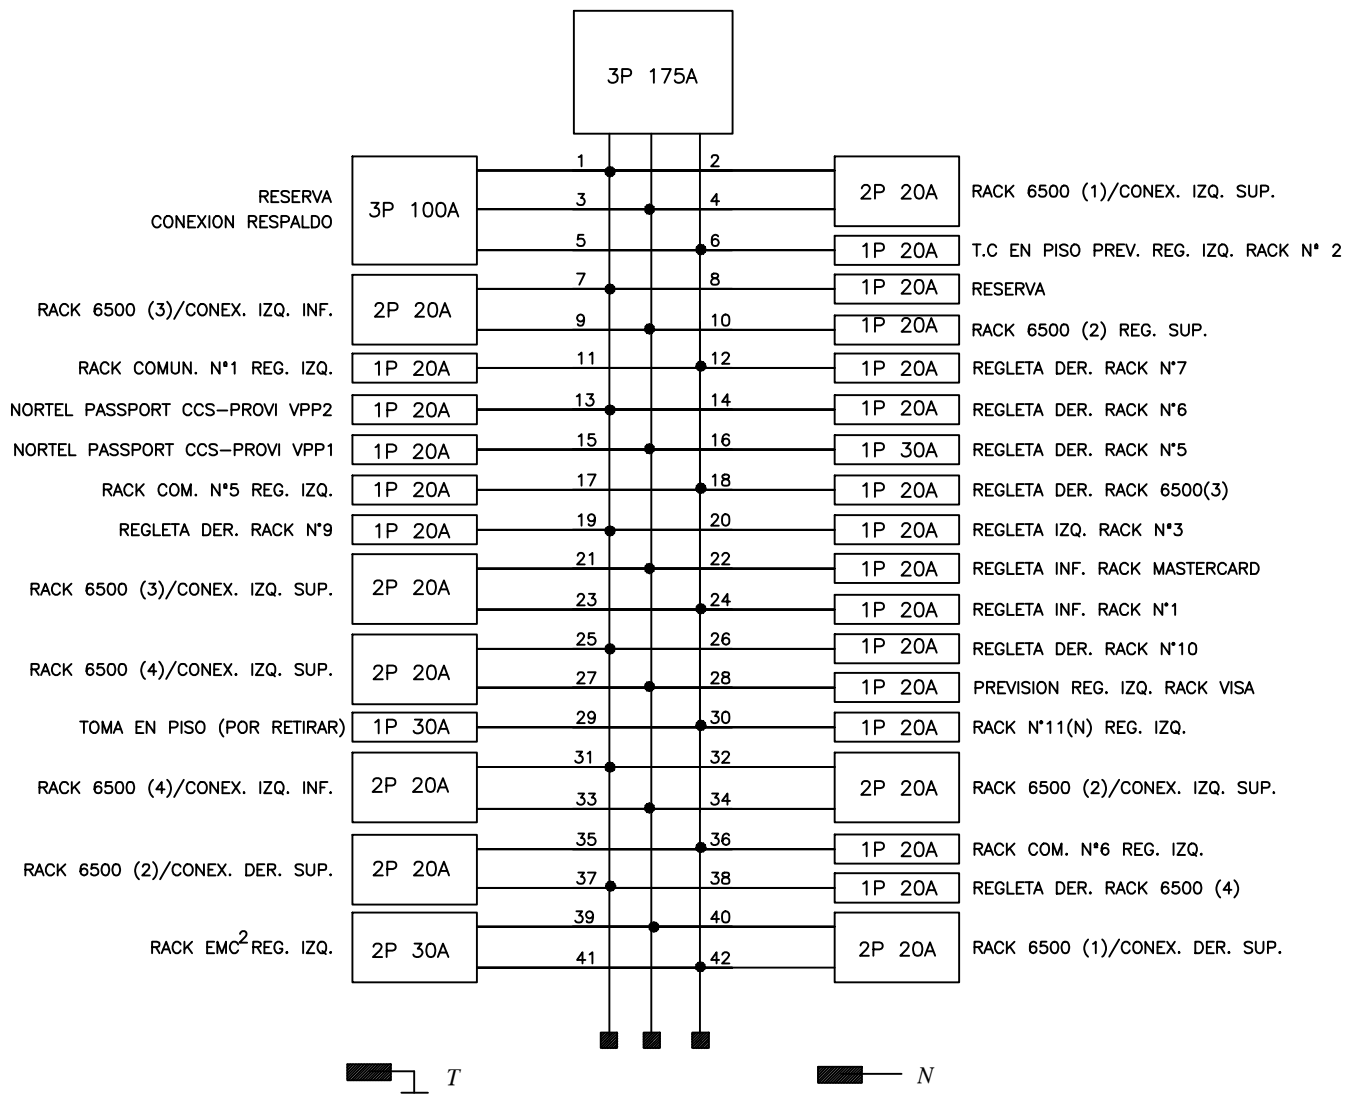 3P 175A
1 2
RESERVA
CONEXION RESPALDO
3P 100A
3 4
2P 20A
RACK 6500 (1)/CONEX. IZQ. SUP.
5 6
1P 20A
T.C EN PISO PREV. REG. IZQ. RACK N° 2
7 8
1P 20A
RESERVA
RACK 6500 (3)/CONEX. IZQ. INF.
2P 20A
9 10
1P 20A
RACK 6500 (2) REG. SUP.
RACK COMUN. N°1 REG. IZQ.
1P 20A
11 12
1P 20A
REGLETA DER. RACK N°7
NORTEL PASSPORT CCS-PROVI VPP2
1P 20A
13 14
1P 20A
REGLETA DER. RACK N°6
NORTEL PASSPORT CCS-PROVI VPP1
1P 20A
15 16
1P 30A
REGLETA DER. RACK N°5
RACK COM. N°5 REG. IZQ.
1P 20A
17 18
1P 20A
REGLETA DER. RACK 6500(3)
REGLETA DER. RACK N°9
1P 20A
19 20
1P 20A
REGLETA IZQ. RACK N°3
RACK 6500 (3)/CONEX. IZQ. SUP.
2P 20A
21 22
1P 20A
REGLETA INF. RACK MASTERCARD
23 24
1P 20A
REGLETA INF. RACK N°1
RACK 6500 (4)/CONEX. IZQ. SUP.
2P 20A
25 26
1P 20A
REGLETA DER. RACK N°10
27 28
1P 20A
PREVISION REG. IZQ. RACK VISA
TOMA EN PISO (POR RETIRAR)
1P 30A
29 30
1P 20A
RACK N°11(N) REG. IZQ.
RACK 6500 (4)/CONEX. IZQ. INF.
2P 20A
31 32
33 34
2P 20A
RACK 6500 (2)/CONEX. IZQ. SUP.
RACK 6500 (2)/CONEX. DER. SUP.
2P 20A
35 36
1P 20A
RACK COM. N°6 REG. IZQ.
37 38
1P 20A
REGLETA DER. RACK 6500 (4)
RACK EMC² REG. IZQ.
2P 30A
39 40
41 42
2P 20A
RACK 6500 (1)/CONEX. DER. SUP.
T
N